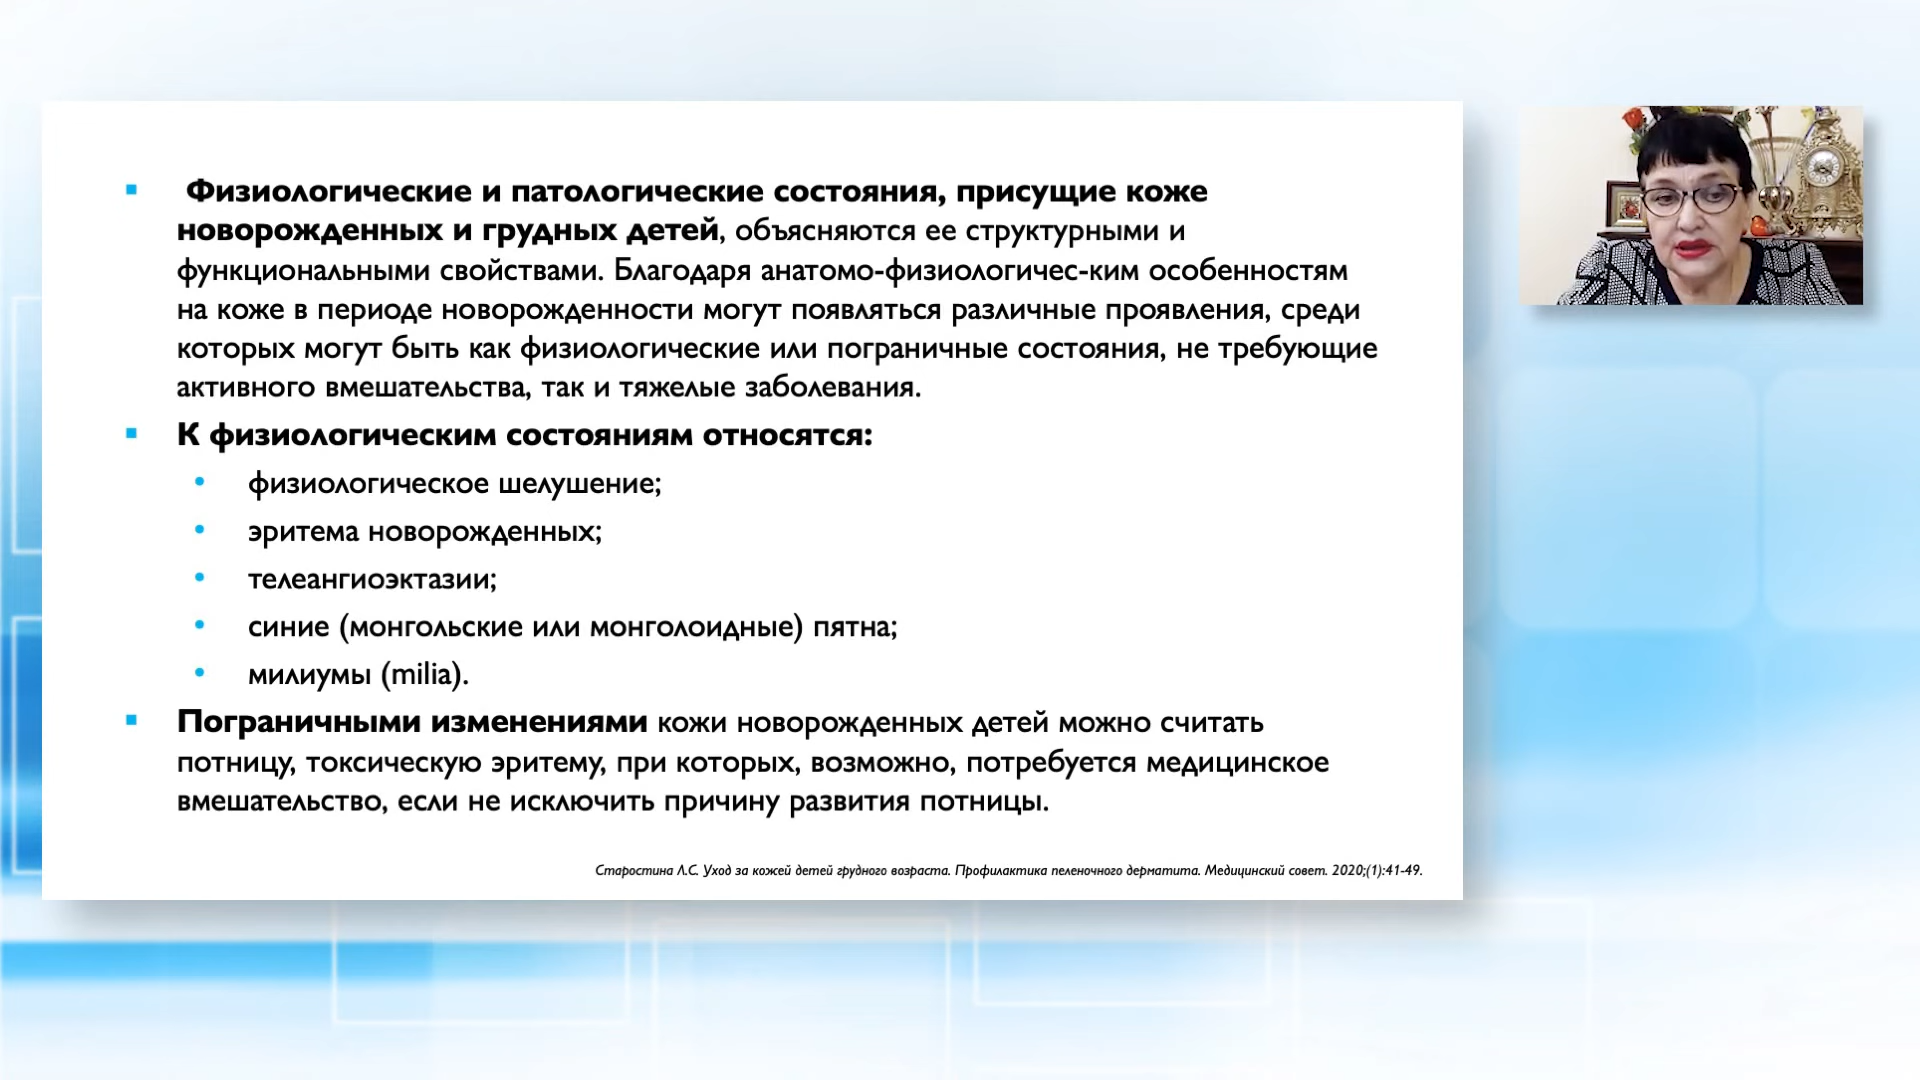 Физиологические и патологические состояния, присущие коже
новорожденных и грудных детей, объясняются ее структурными и
функциональными свойствами. Благодаря анатомо-физиологичес-ким особенностям
на коже в периоде новорожденности могут появляться различные проявления, среди
которых могут быть как физиологические или пограничные состояния, не требующие
активного вмешательства, так и тяжелые заболевания.
К физиологическим состояниям относятся:
физиологическое шелушение;
эритема новорожденных;
телеангиоэктазии;
синие (монгольские или монголоидные) пятна;
милиумы (milia).
Пограничными изменениями кожи новорожденных детей можно считать
потницу, токсическую эритему, при которых, возможно, потребуется медицинское
вмешательство, если не исключить причину развития потницы.
Старостина Л.С. Уход за кожей детей грудного возраста. Профилактика пеленочного дерматита. Медицинский совет. 2020;(1):41-49.